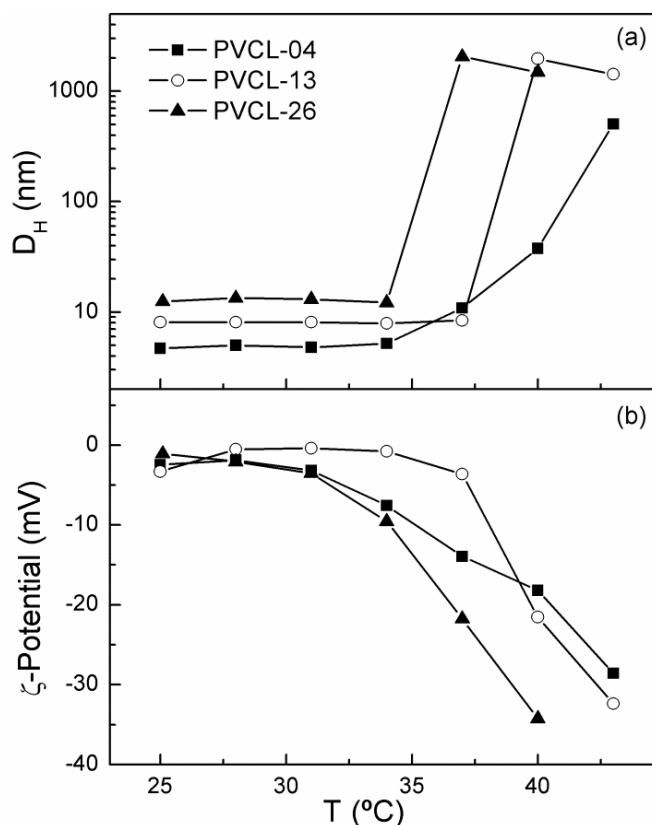 (a)
PVCL-04
PVCL-13
PVCL-26
1000
100
10
D_H (nm)
(b)
0
-10
-20
-30
-40
ζ-Potential (mV)
25 30 35 40
T (ºC)